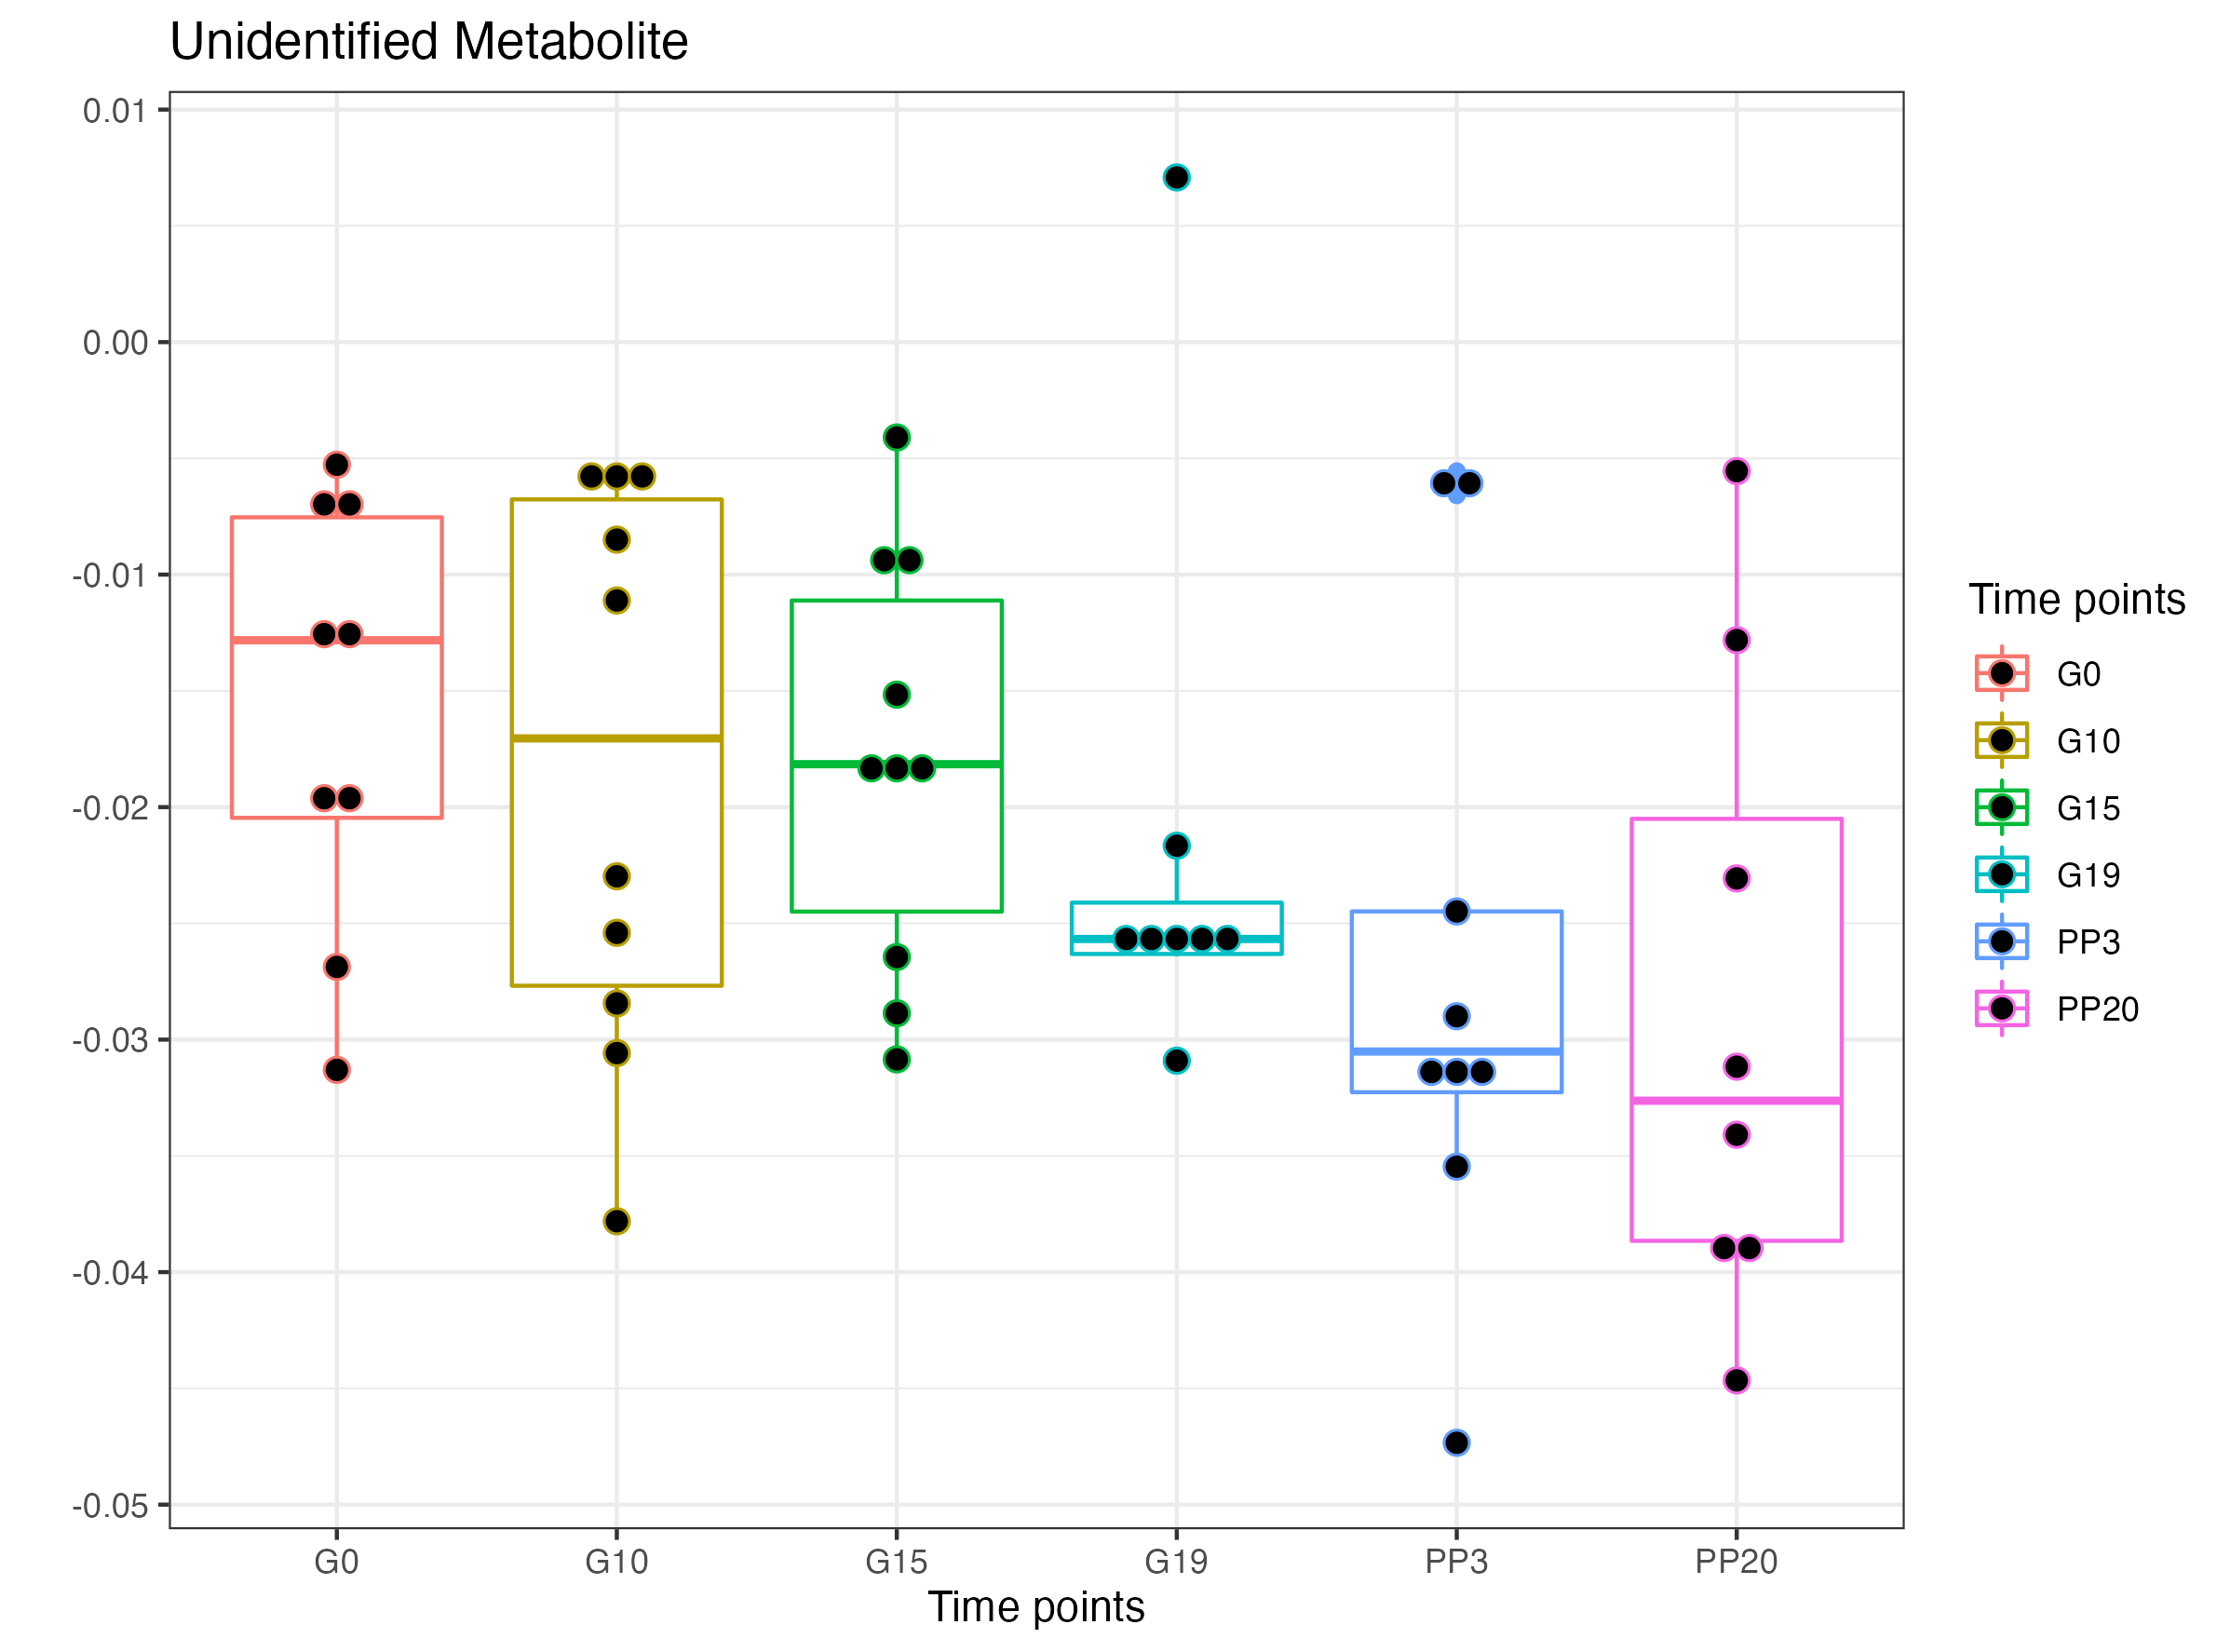 Unidentified Metabolite
0.01
0.00
-0.01
-0.02
-0.03
-0.04
-0.05
G0 G10 G15 G19 PP3 PP20
Time points
Time points
G0
G10
G15
G19
PP3
PP20